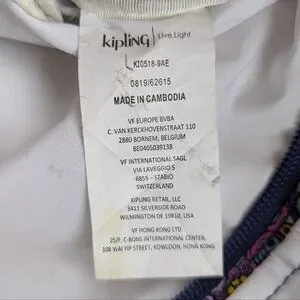 kipling Live.Light
KI0518-9AE
0819/62615
MADE IN CAMBODIA
VF EUROPE BVBA
C. VAN KERCKHOVENSTRAAT 110
2880 BORNEM, BELGIUM
BE0405039138
VF INTERNATIONAL SAGL
VIA LAVEGGIO 5
6855 – STABIO
SWITZERLAND
KIPLING RETAIL, LLC
3411 SILVERSIDE ROAD
WILMINGTON DE 19810, USA
VF HONG KONG LTD
25/F, C-BONS INTERNATIONAL CENTER,
108 WAI YIP STREET, KOWLOON, HONG KONG